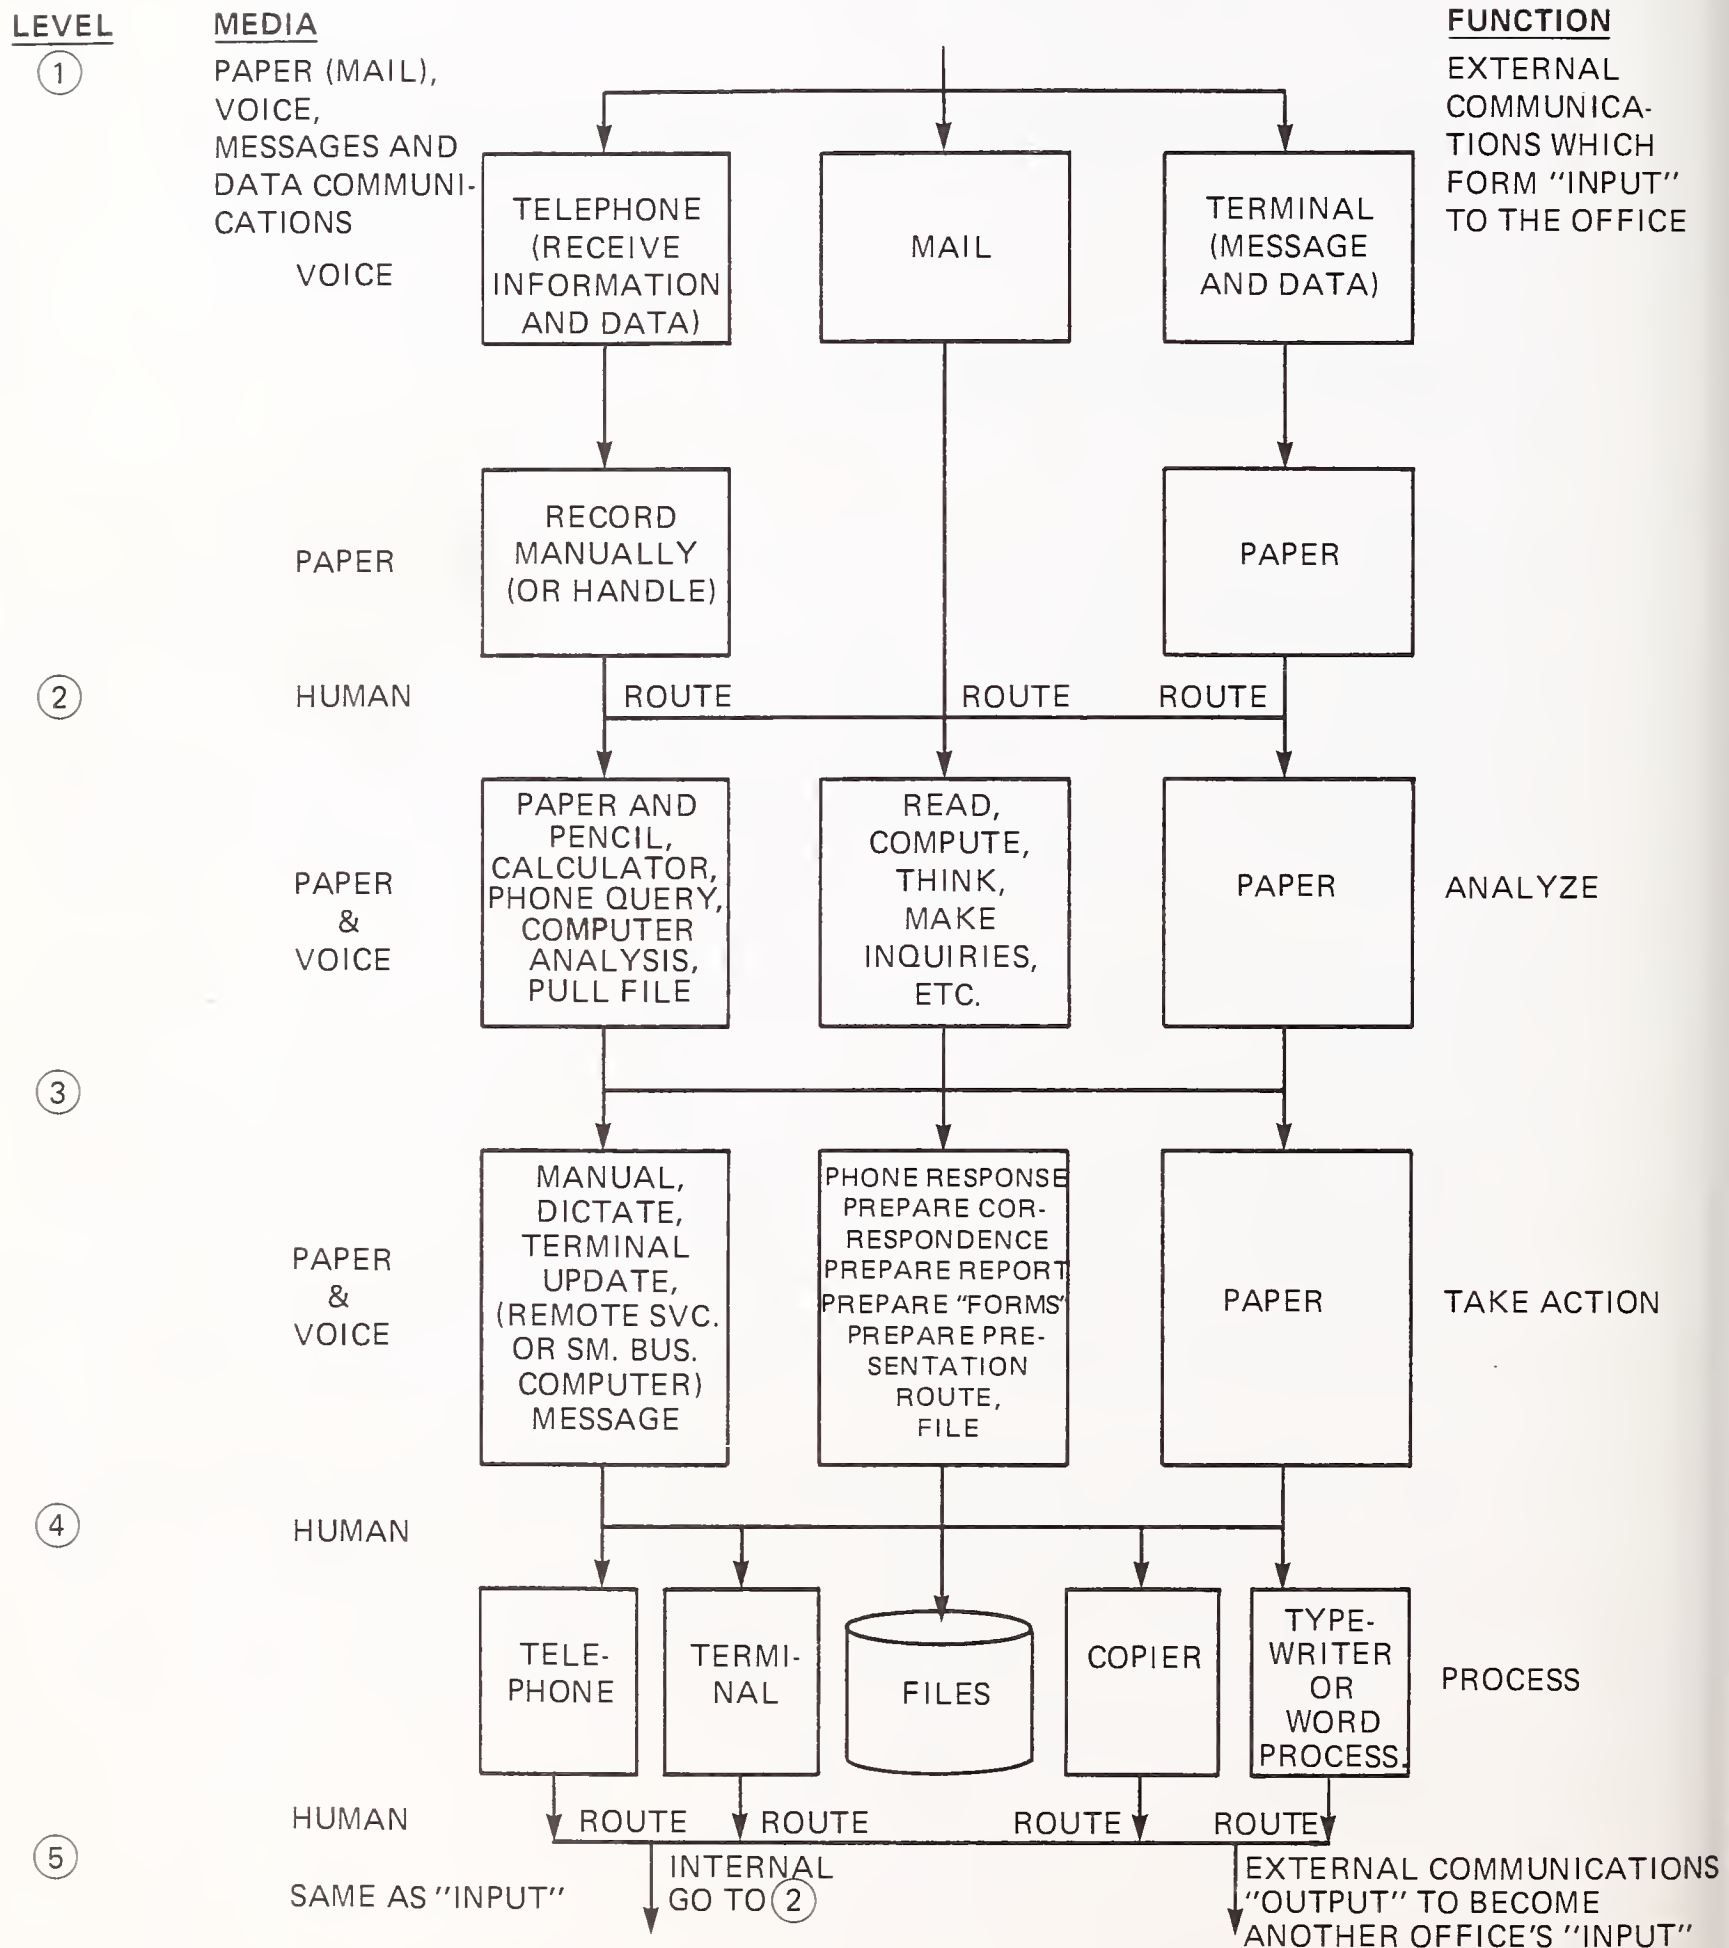 LEVEL
MEDIA
FUNCTION
1
PAPER (MAIL),
VOICE,
MESSAGES AND
DATA COMMUNI-
CATIONS
VOICE
TELEPHONE
(RECEIVE
INFORMATION
AND DATA)
MAIL
TERMINAL
(MESSAGE
AND DATA)
EXTERNAL
COMMUNICA-
TIONS WHICH
FORM "INPUT"
TO THE OFFICE
PAPER
RECORD
MANUALLY
(OR HANDLE)
PAPER
2
HUMAN
ROUTE
ROUTE
ROUTE
PAPER
&
VOICE
PAPER AND
PENCIL,
CALCULATOR,
PHONE QUERY,
COMPUTER
ANALYSIS,
PULL FILE
READ,
COMPUTE,
THINK,
MAKE
INQUIRIES,
ETC.
PAPER
ANALYZE
3
PAPER
&
VOICE
MANUAL,
DICTATE,
TERMINAL
UPDATE,
(REMOTE SVC.
OR SM. BUS.
COMPUTER)
MESSAGE
PHONE RESPONSE
PREPARE COR-
RESPONDENCE
PREPARE REPORT
PREPARE "FORMS"
PREPARE PRE-
SENTATION
ROUTE,
FILE
PAPER
TAKE ACTION
4
HUMAN
TELE-
PHONE
TERMI-
NAL
FILES
COPIER
TYPE-
WRITER
OR
WORD
PROCESS.
PROCESS
HUMAN
ROUTE
ROUTE
ROUTE
ROUTE
5
SAME AS "INPUT"
INTERNAL
GO TO 2
EXTERNAL COMMUNICATIONS
"OUTPUT" TO BECOME
ANOTHER OFFICE'S "INPUT"